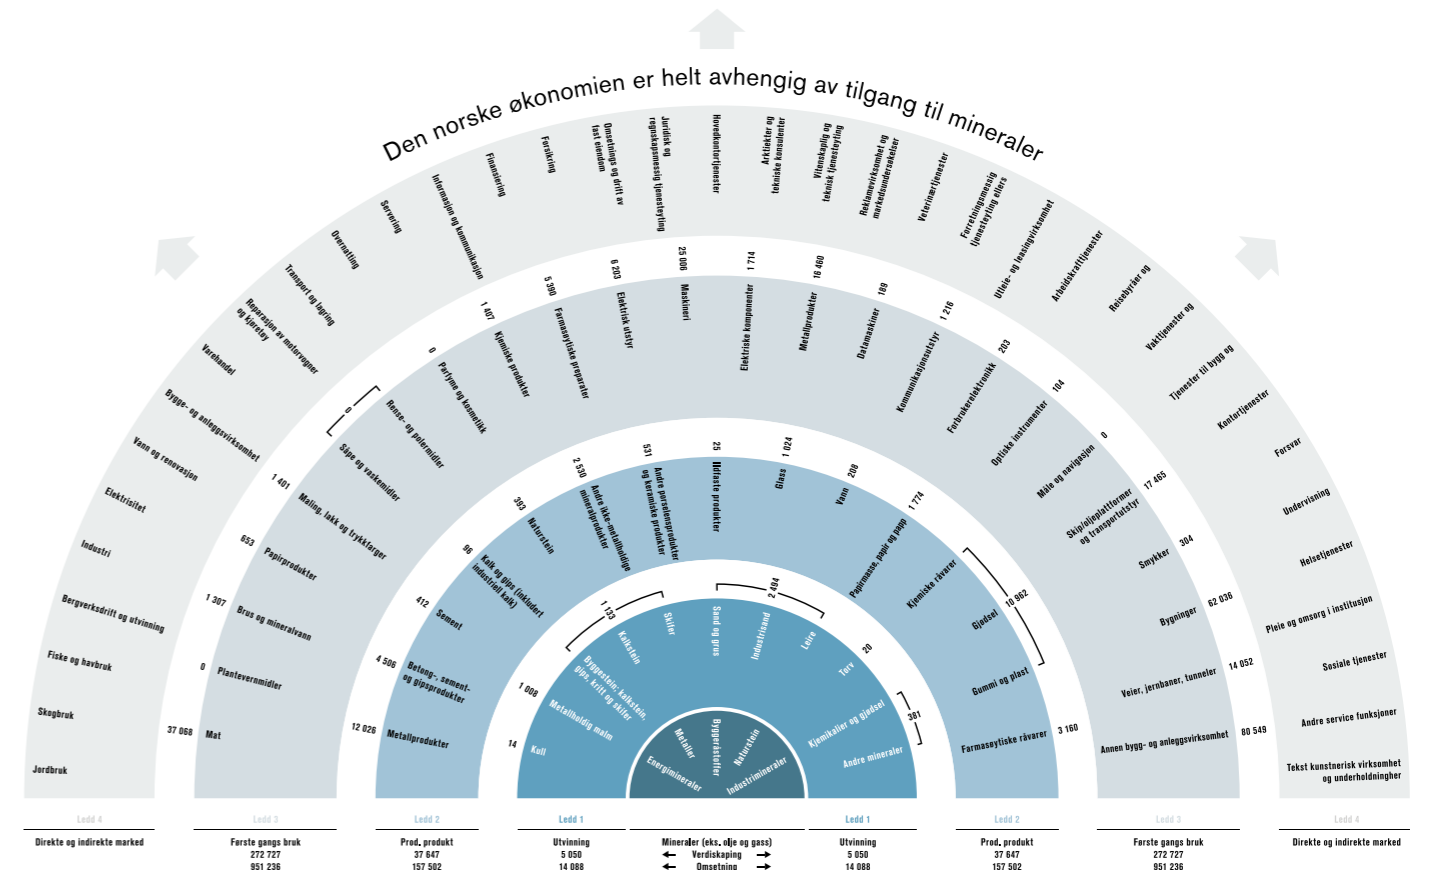 Den norske økonomien er helt avhengig av tilgang til mineraler
Jordbruk
Skogbruk
Fiske og havbruk
Bergverksdrift og utvinning
Industri
Elektrisitet
Vann og renovasjon
Bygge- og anleggsvirksomhet
Varehandel
Reparasjon av motorvogner
og kjøretøy
Transport og lagring
Overnatting
Servering
Informasjon og kommunikasjon
Finansiering
Forsikring
Omsetnings og drift av
fast eiendom
Juridisk og
regnskapsmessig tjenesteyting
Hovedkontortjenester
Arktiekter og
tekniske konsulenter
Vitenskaplig og
teknisk tjenesteyting
Reklamevirksomhet og
markedsundersøkelser
Veterinærtjenester
Forretningsmessig
tjenesteyting ellers
Utleie- og leasingvirksomhet
Arbeidskrafttjenester
Reisebyråer og
Vakttjenester og
Tjenester til bygg og
Kontortjenester
Forsvar
Undervisning
Helsetjenester
Pleie og omsorg i institusjon
Sosiale tjenester
Andre service funksjoner
Tekst kunstnerisk virksomhet
og underholdningher
37 068
0
1 307
653
1 401
0
0
1 407
5 390
6 203
25 006
1 714
16 460
189
1 216
203
104
0
17 465
304
62 036
14 052
80 549
Mat
Plantevernmidler
Brus og mineralvann
Papirprodukter
Maling, lakk og trykkfarger
Såpe og vaskemidler
Rense- og polermidler
Parfyme og kosmetikk
Kjemiske produkter
Farmasøytiske preparater
Elektrisk utstyr
Maskineri
Elektriske komponenter
Metallprodukter
Datamaskiner
Kommunikasjonsutstyr
Forbrukerelektronikk
Optiske instrumenter
Måle og navigasjon
Skip/oljeplattformer
og transportutstyr
Smykker
Bygninger
Veier, jernbaner, tunneler
Annen bygg- og anleggsvirksomhet
12 026
4 506
412
96
393
2 530
531
25
1 024
208
1 774
10 962
3 160
Metallprodukter
Betong-, sement-
og gipsprodukter
Sement
Kalk og gips (inkludert
industriell kalk)
Naturstein
Andre ikke-metallholdige
mineralprodukter
Andre porselensprodukter
og keramiske produkter
Ildfaste produkter
Glass
Vann
Papirmasse, papir og papp
Kjemiske råvarer
Gjødsel
Gummi og plast
Farmasøytiske råvarer
14
1 008
1 133
2 494
20
381
Kull
Metallholdig malm
Byggestein; kalkstein,
gips, kritt og skifer
Kalkstein
Skifer
Sand og grus
Industrisand
Leire
Torv
Kjemikalier og gjødsel
Andre mineraler
Energimineraler
Metaller
Byggeråstoffer
Naturstein
Industrimineraler
Ledd 4 Ledd 3 Ledd 2 Ledd 1 Ledd 1 Ledd 2 Ledd 3 Ledd 4
Direkte og indirekte marked Første gangs bruk Prod. produkt Utvinning Mineraler (eks. olje og gass) Utvinning Prod. produkt Første gangs bruk Direkte og indirekte marked
272 727 37 647 5 050 ← Verdiskaping → 5 050 37 647 272 727
951 236 157 502 14 088 ← Omsetning → 14 088 157 502 951 236